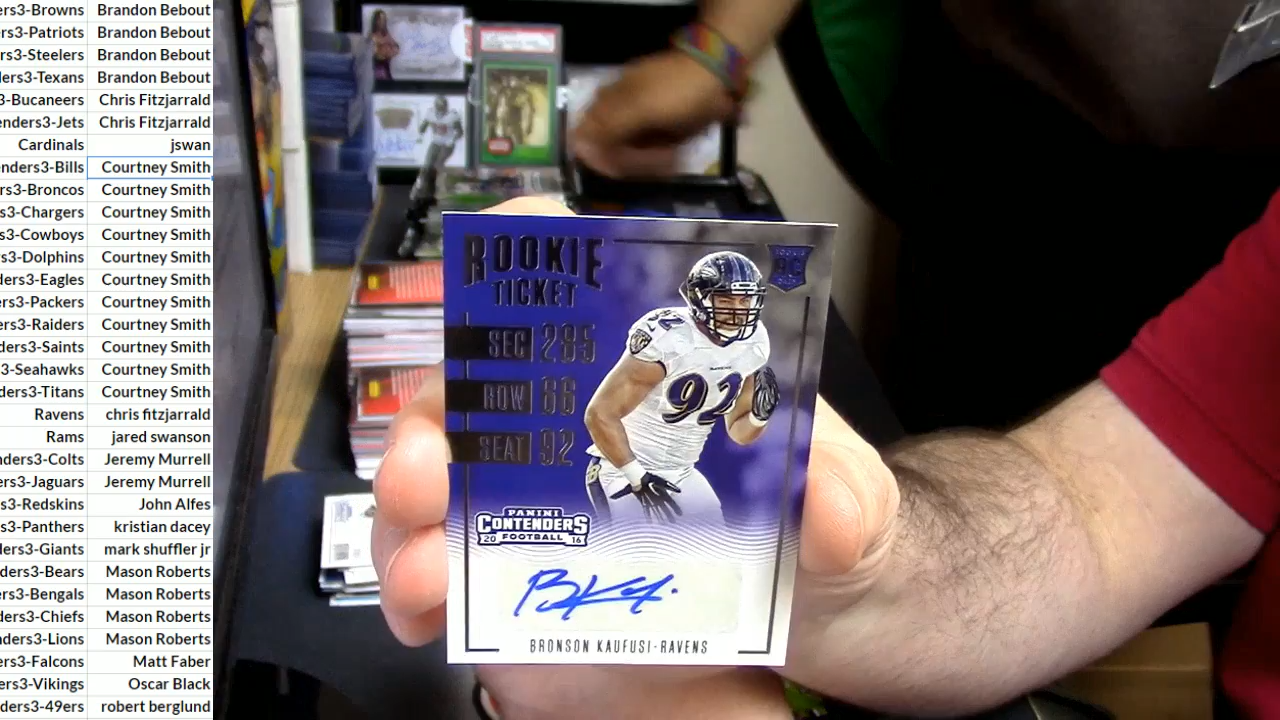 ers3-Browns Brandon Bebout
rs3-Patriots Brandon Bebout
rs3-Steelers Brandon Bebout
ders3-Texans Brandon Bebout
3-Bucaneers Chris Fitzjarrald
enders3-Jets Chris Fitzjarrald
Cardinals jswan
enders3-Bills Courtney Smith
rs3-Broncos Courtney Smith
s3-Chargers Courtney Smith
s3-Cowboys Courtney Smith
rs3-Dolphins Courtney Smith
ders3-Eagles Courtney Smith
rs3-Packers Courtney Smith
ers3-Raiders Courtney Smith
ders3-Saints Courtney Smith
3-Seahawks Courtney Smith
ders3-Titans Courtney Smith
Ravens chris fitzjarrald
Rams jared swanson
nders3-Colts Jeremy Murrell
rs3-Jaguars Jeremy Murrell
s3-Redskins John Alfes
rs3-Panthers kristian dacey
ders3-Giants mark shuffler jr
ders3-Bears Mason Roberts
ers3-Bengals Mason Roberts
ders3-Chiefs Mason Roberts
nders3-Lions Mason Roberts
ers3-Falcons Matt Faber
ers3-Vikings Oscar Black
ders3-49ers robert berglund
ROOKIE
TICKET
SEC 285
ROW 66
SEAT 92
92
92
PANINI
CONTENDERS
20 FOOTBALL 16
BRONSON KAUFUSI-RAVENS